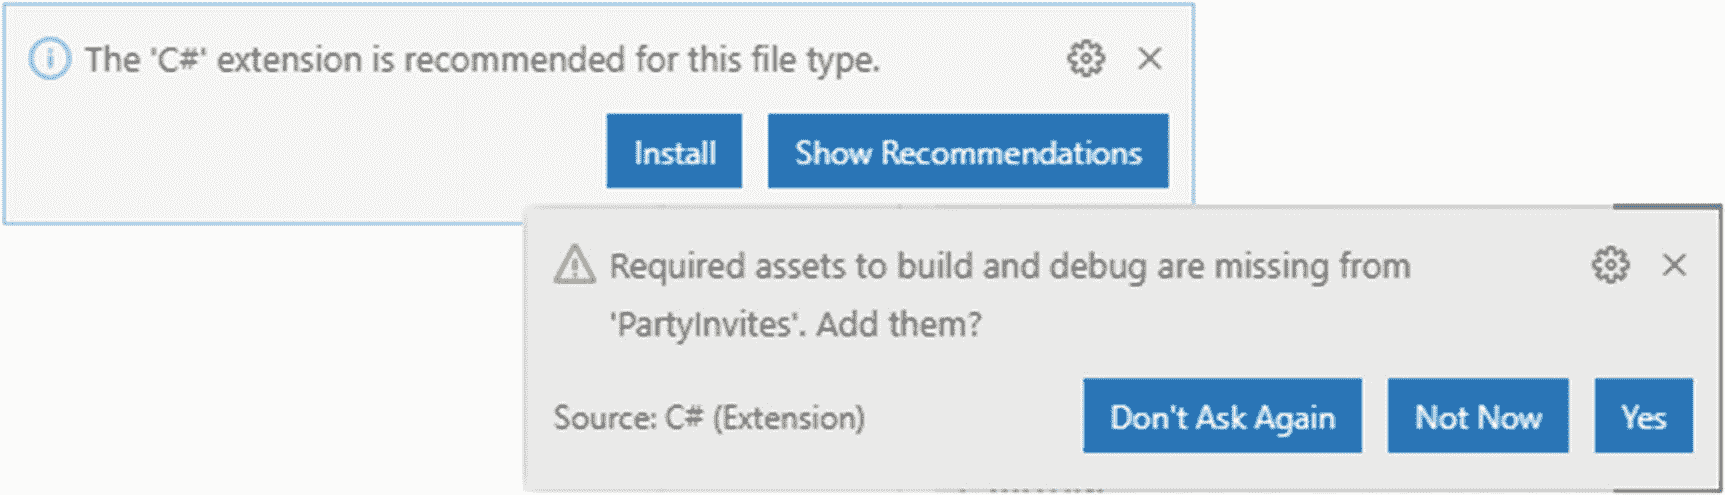 The 'C#' extension is recommended for this file type.
Install
Show Recommendations
Required assets to build and debug are missing from
'PartyInvites'. Add them?
Source: C# (Extension)
Don't Ask Again
Not Now
Yes